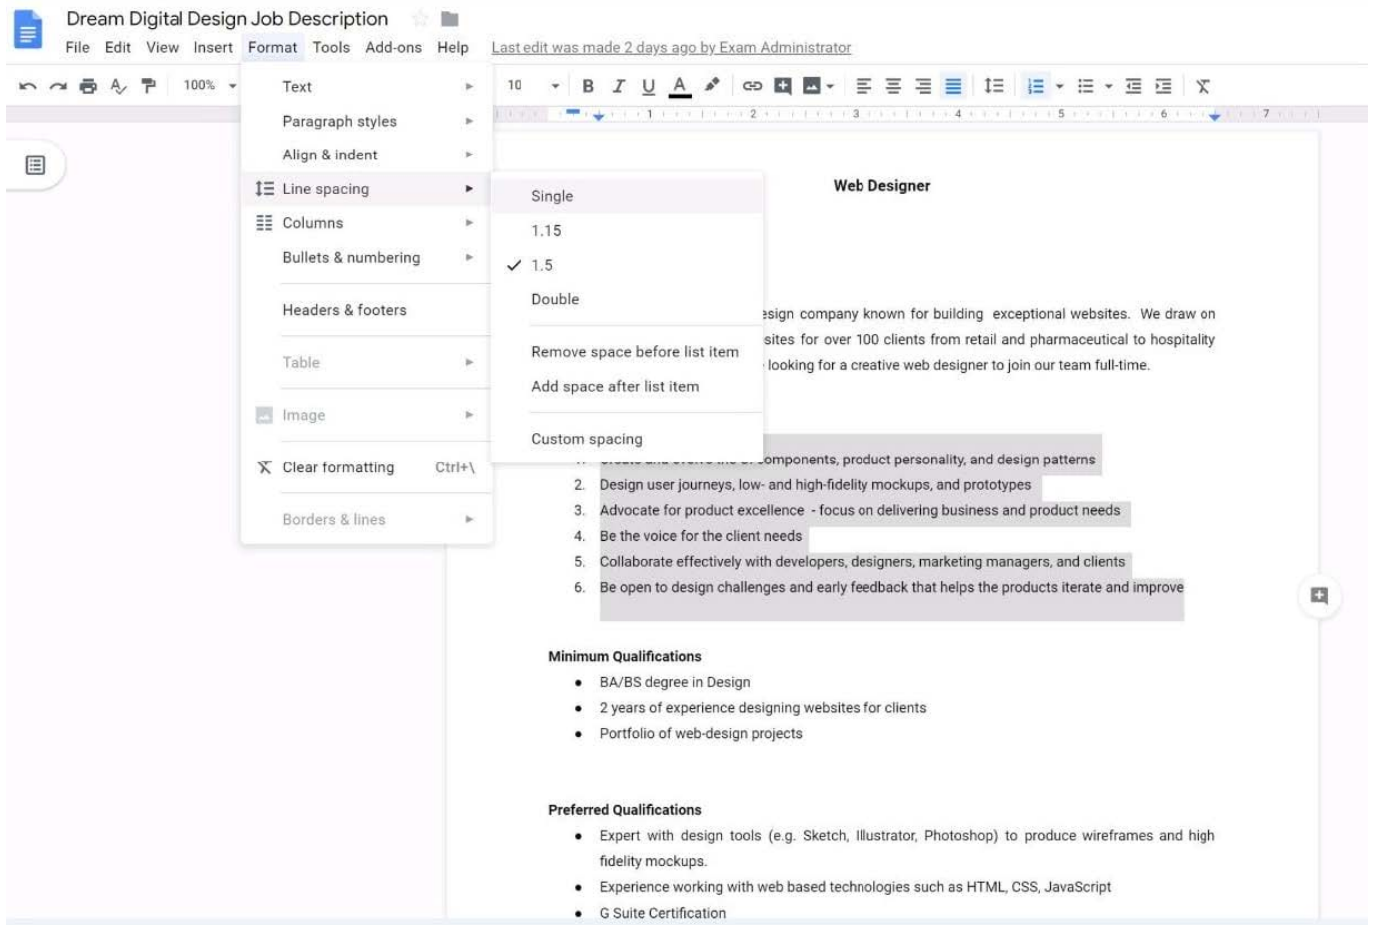 Dream Digital Design Job Description
File Edit View Insert Format Tools Add-ons Help Last edit was made 2 days ago by Exam Administrator
100% 10 B I U A
1 2 3 4 5 6 7
Text
Paragraph styles
Align & indent
Line spacing
Columns
Bullets & numbering
Headers & footers
Table
Image
Clear formatting Ctrl+\
Borders & lines
Single
1.15
1.5
Double
Remove space before list item
Add space after list item
Custom spacing
Web Designer
esign company known for building exceptional websites. We draw on
sites for over 100 clients from retail and pharmaceutical to hospitality
looking for a creative web designer to join our team full-time.
components, product personality, and design patterns
2. Design user journeys, low- and high-fidelity mockups, and prototypes
3. Advocate for product excellence - focus on delivering business and product needs
4. Be the voice for the client needs
5. Collaborate effectively with developers, designers, marketing managers, and clients
6. Be open to design challenges and early feedback that helps the products iterate and improve
Minimum Qualifications
● BA/BS degree in Design
● 2 years of experience designing websites for clients
● Portfolio of web-design projects
Preferred Qualifications
● Expert with design tools (e.g. Sketch, Illustrator, Photoshop) to produce wireframes and high
fidelity mockups.
● Experience working with web based technologies such as HTML, CSS, JavaScript
● G Suite Certification